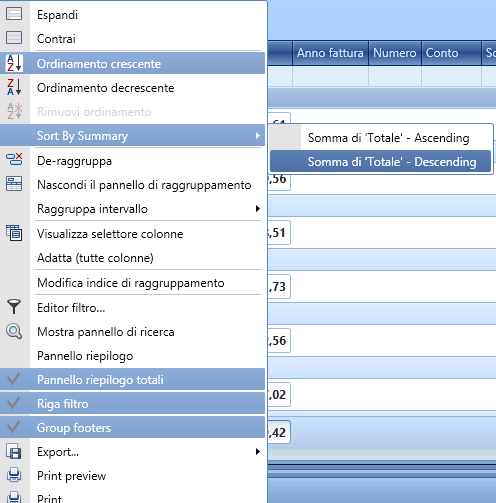 Espandi
Contrai
Ordinamento crescente
Ordinamento decrescente
Rimuovi ordinamento
Sort By Summary
Somma di 'Totale' - Ascending
Somma di 'Totale' - Descending
De-raggruppa
Nascondi il pannello di raggruppamento
Raggruppa intervallo
Visualizza selettore colonne
Adatta (tutte colonne)
Modifica indice di raggruppamento
Editor filtro...
Mostra pannello di ricerca
Pannello riepilogo
Pannello riepilogo totali
Riga filtro
Group footers
Export...
Print preview
Print
Anno fattura Numero Conto
,56
,51
,73
,56
,02
,42